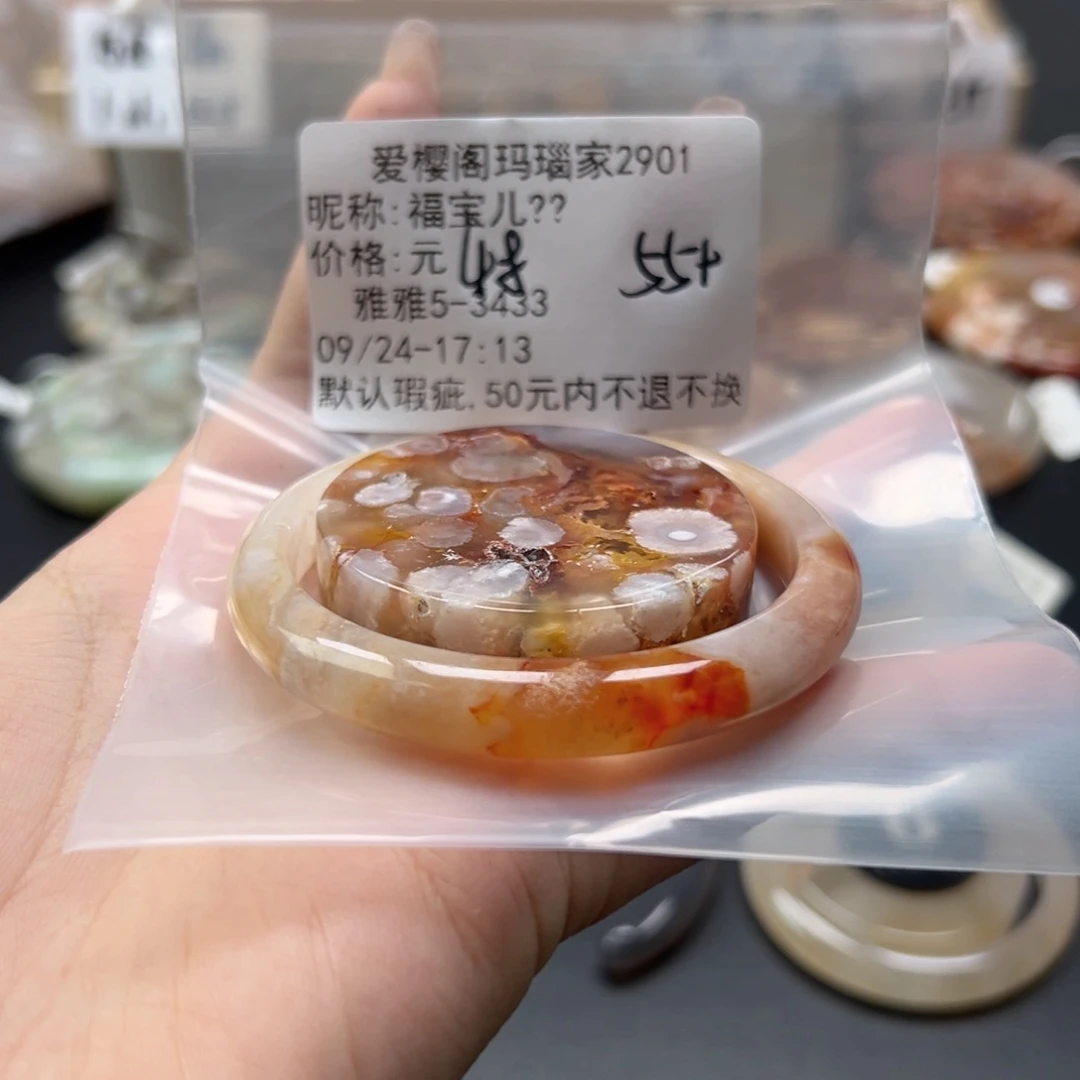 爱樱阁玛瑙家2901
昵称:福宝儿??
价格:元 48 55+
雅雅5-3433
09/24-17:13
默认瑕疵.50元内不退不换